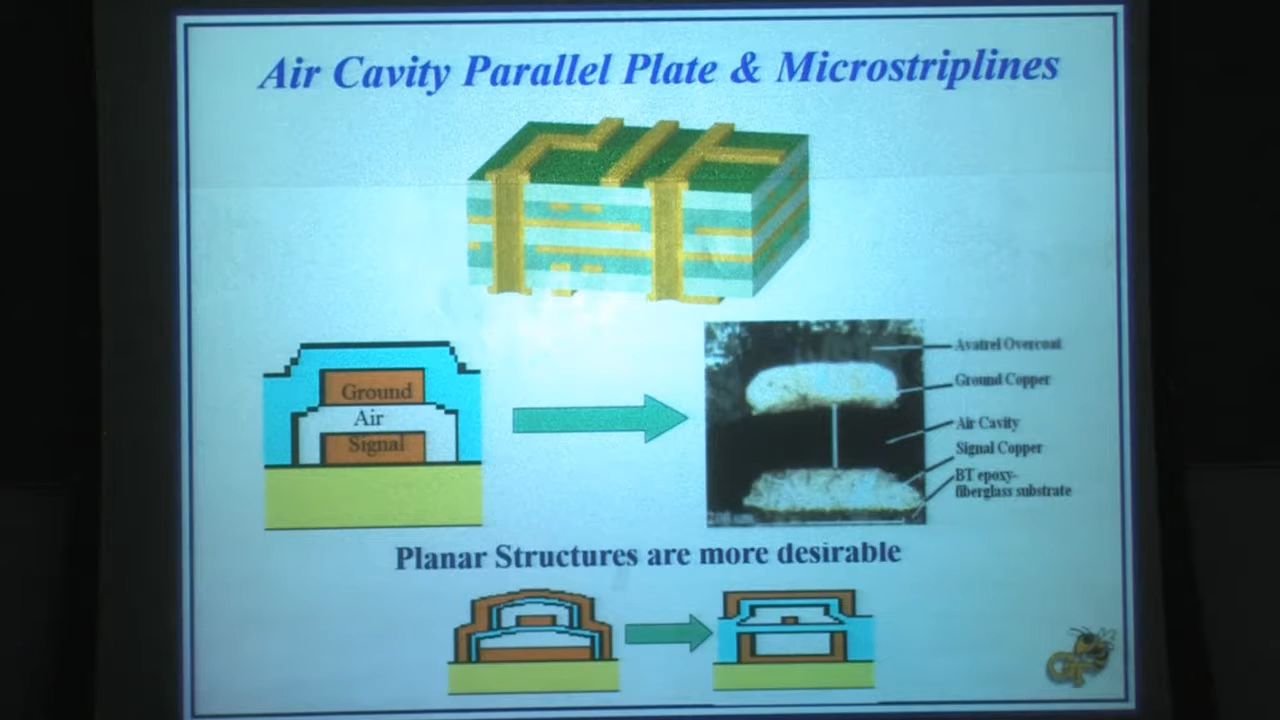 Air Cavity Parallel Plate & Microstriplines
Ground
Air
Signal
Avatrel Overcoat
Ground Copper
Air Cavity
Signal Copper
BT epoxy-
fiberglass substrate
Planar Structures are more desirable